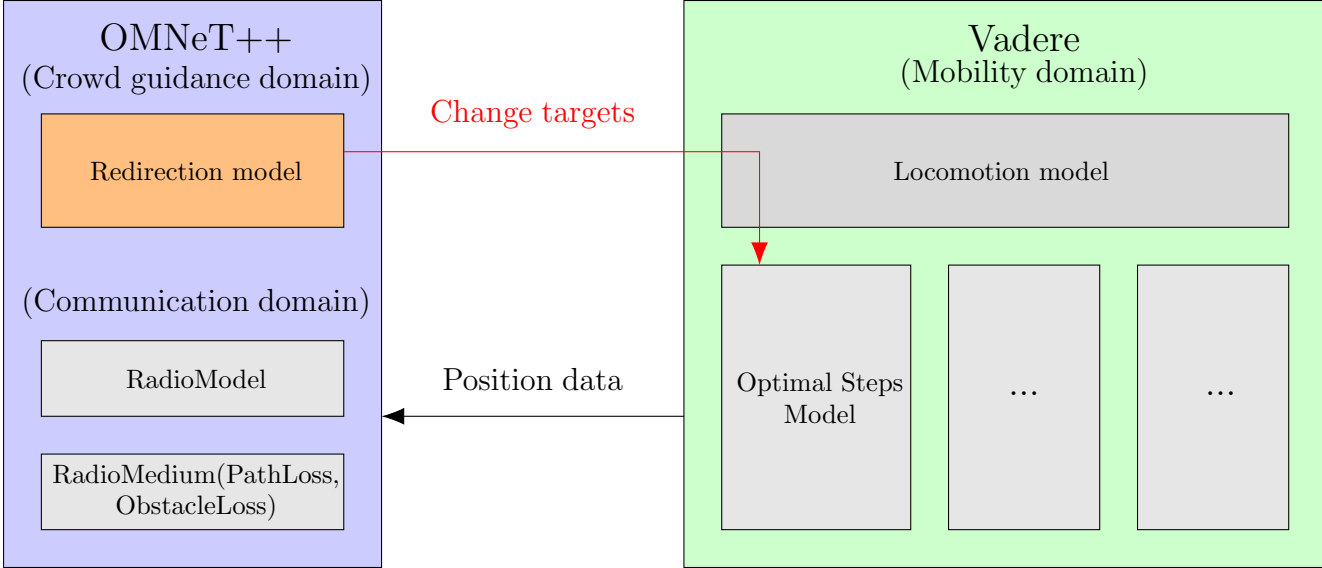 OMNeT++
(Crowd guidance domain)
Redirection model
(Communication domain)
RadioModel
RadioMedium(PathLoss,
ObstacleLoss)
Change targets
Position data
Vadere
(Mobility domain)
Locomotion model
Optimal Steps
Model
...
...